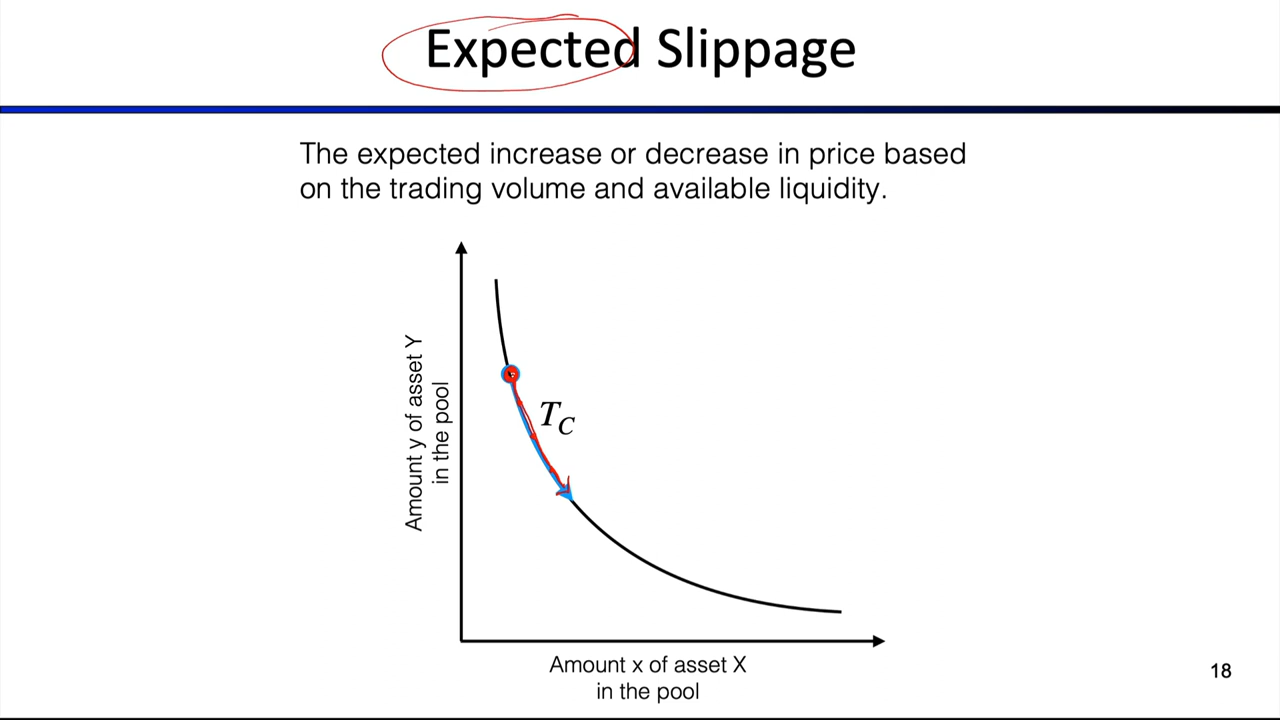 Expected Slippage
The expected increase or decrease in price based
on the trading volume and available liquidity.
Amount y of asset Y
in the pool
T_C
Amount x of asset X
in the pool
18